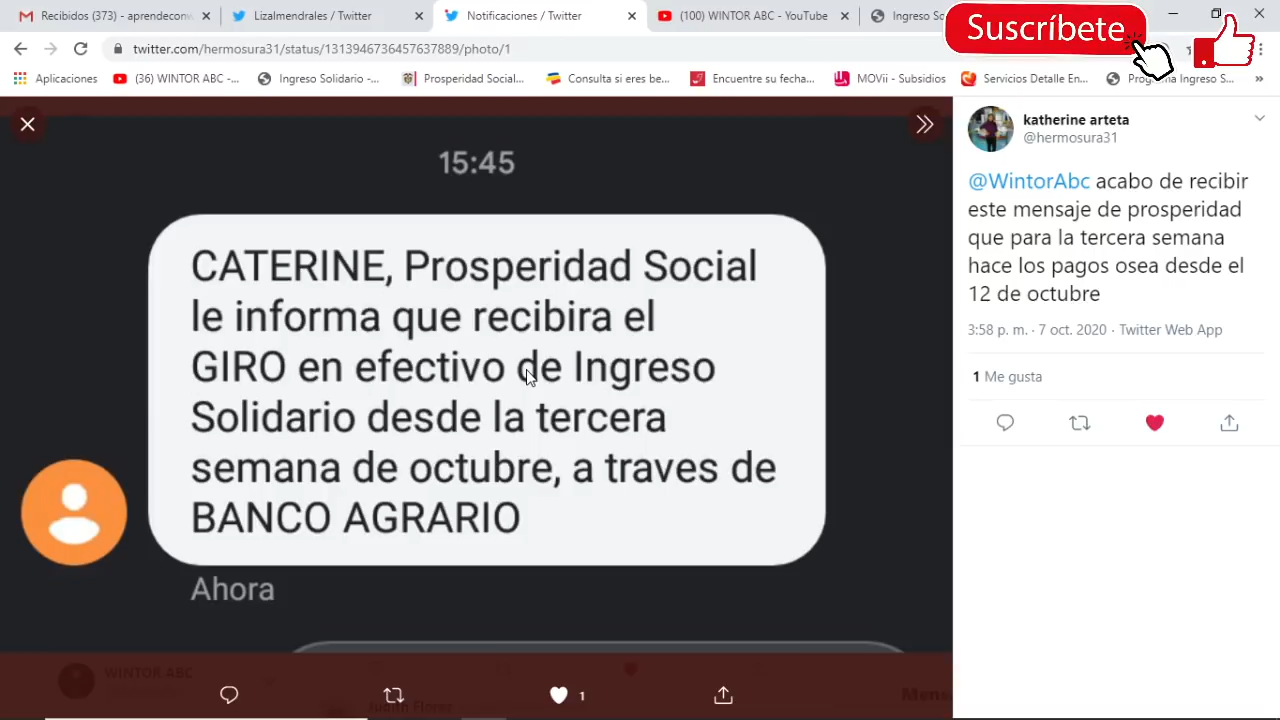 Recibidos (373) - aprendecon
Lizalmendrales / Twitter
Notificaciones / Twitter
(100) WINTOR ABC - YouTube
Ingreso So
Suscríbete
twitter.com/hermosura31/status/1313946736457637889/photo/1
Aplicaciones
(36) WINTOR ABC -...
Ingreso Solidario -...
Prosperidad Social...
Consulta si eres be...
Encuentre su fecha...
MOVii - Subsidios
Servicios Detalle En...
Programa Ingreso S...
15:45
CATERINE, Prosperidad Social
le informa que recibira el
GIRO en efectivo de Ingreso
Solidario desde la tercera
semana de octubre, a traves de
BANCO AGRARIO
Ahora
WINTOR ABC
Judith Flores
Mens
1
katherine arteta
@hermosura31
@WintorAbc acabo de recibir
este mensaje de prosperidad
que para la tercera semana
hace los pagos osea desde el
12 de octubre
3:58 p. m. · 7 oct. 2020 · Twitter Web App
1 Me gusta